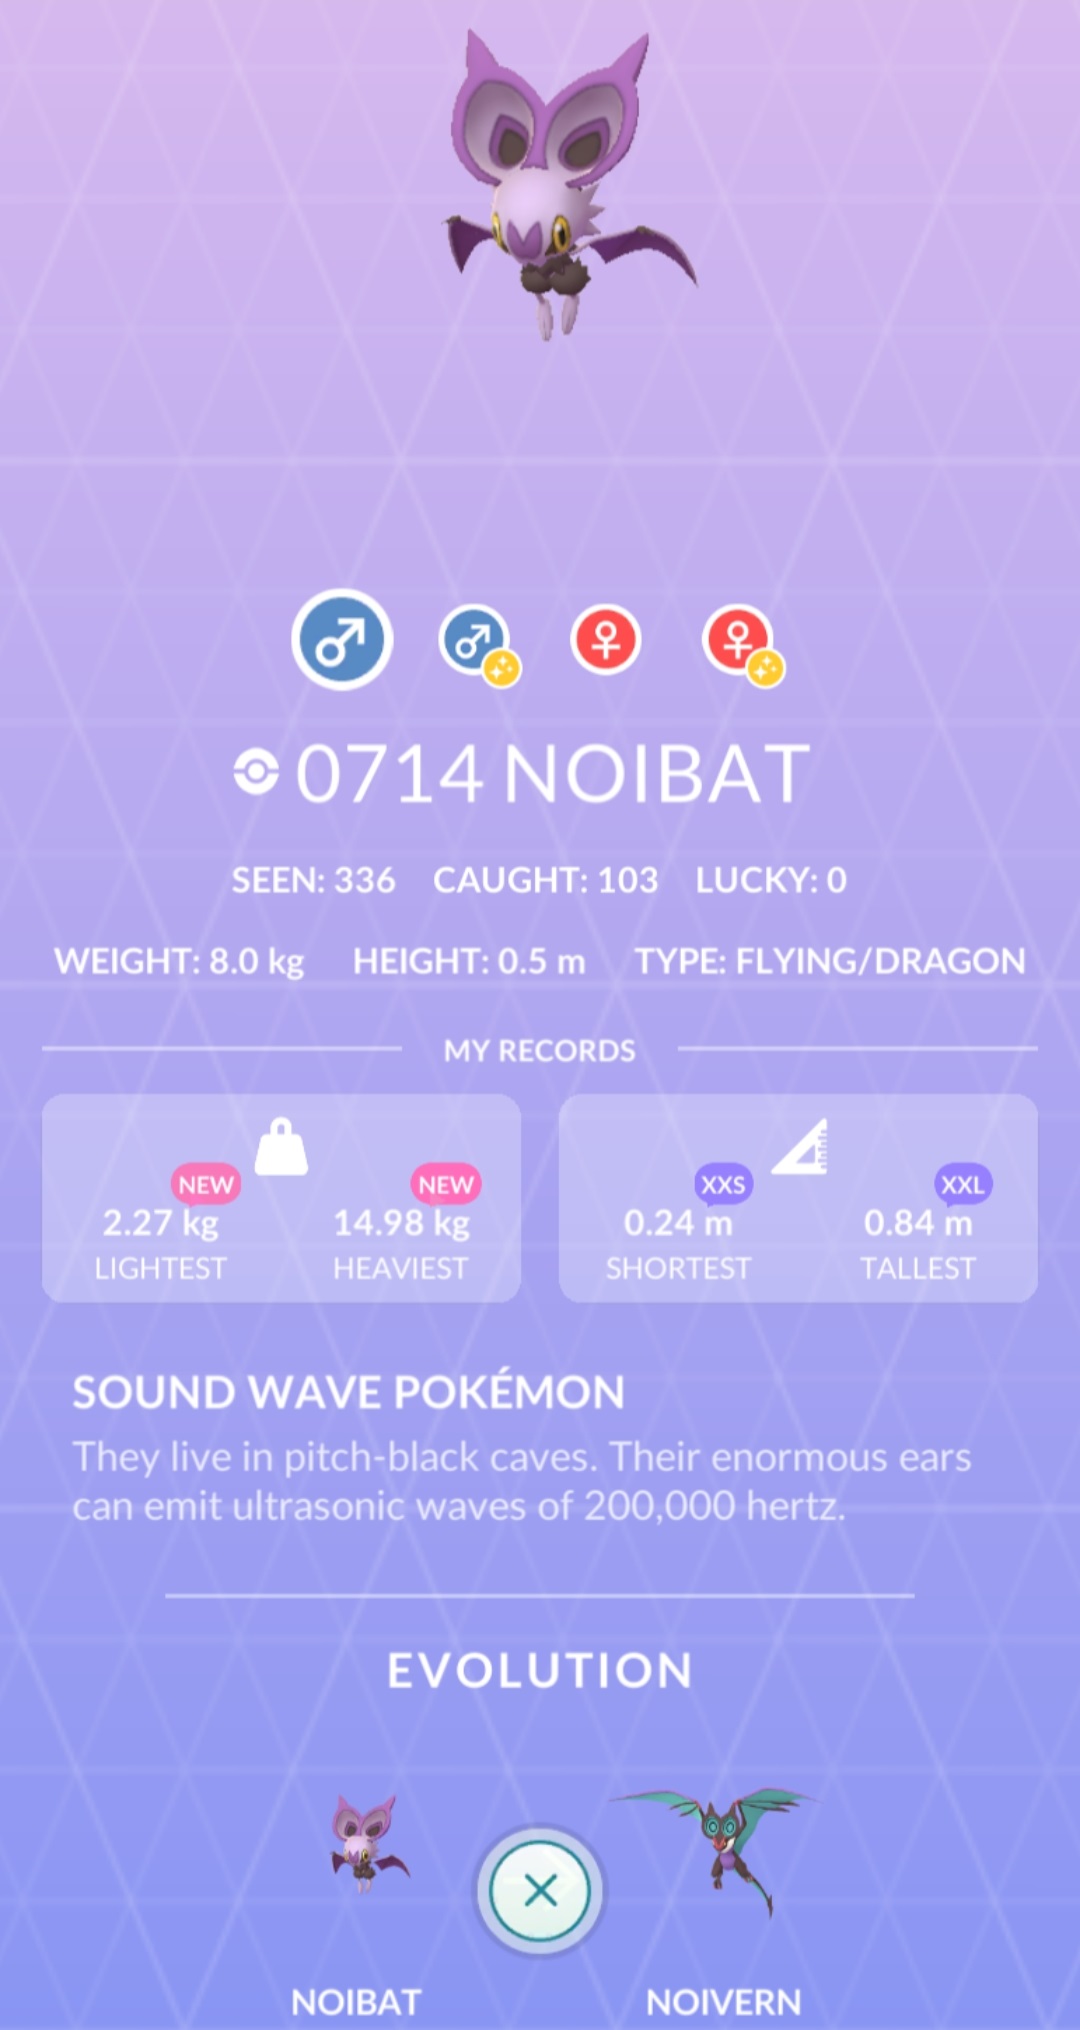 0714 NOIBAT
SEEN: 336 CAUGHT: 103 LUCKY: 0
WEIGHT: 8.0 kg HEIGHT: 0.5 m TYPE: FLYING/DRAGON
MY RECORDS
NEW NEW XXS XXL
2.27 kg 14.98 kg 0.24 m 0.84 m
LIGHTEST HEAVIEST SHORTEST TALLEST
SOUND WAVE POKÉMON
They live in pitch-black caves. Their enormous ears
can emit ultrasonic waves of 200,000 hertz.
EVOLUTION
NOIBAT NOIVERN